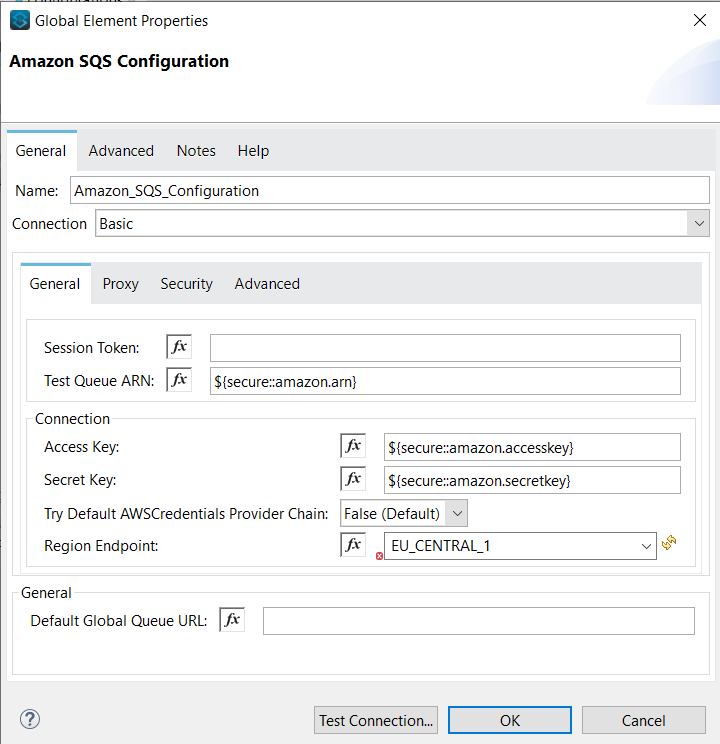 Global Element Properties
Amazon SQS Configuration
General Advanced Notes Help
Name: Amazon_SQS_Configuration
Connection Basic
General Proxy Security Advanced
Session Token: fx
Test Queue ARN: fx ${secure::amazon.arn}
Connection
Access Key: fx ${secure::amazon.accesskey}
Secret Key: fx ${secure::amazon.secretkey}
Try Default AWSCredentials Provider Chain: False (Default)
Region Endpoint: fx EU_CENTRAL_1
General
Default Global Queue URL: fx
? Test Connection... OK Cancel